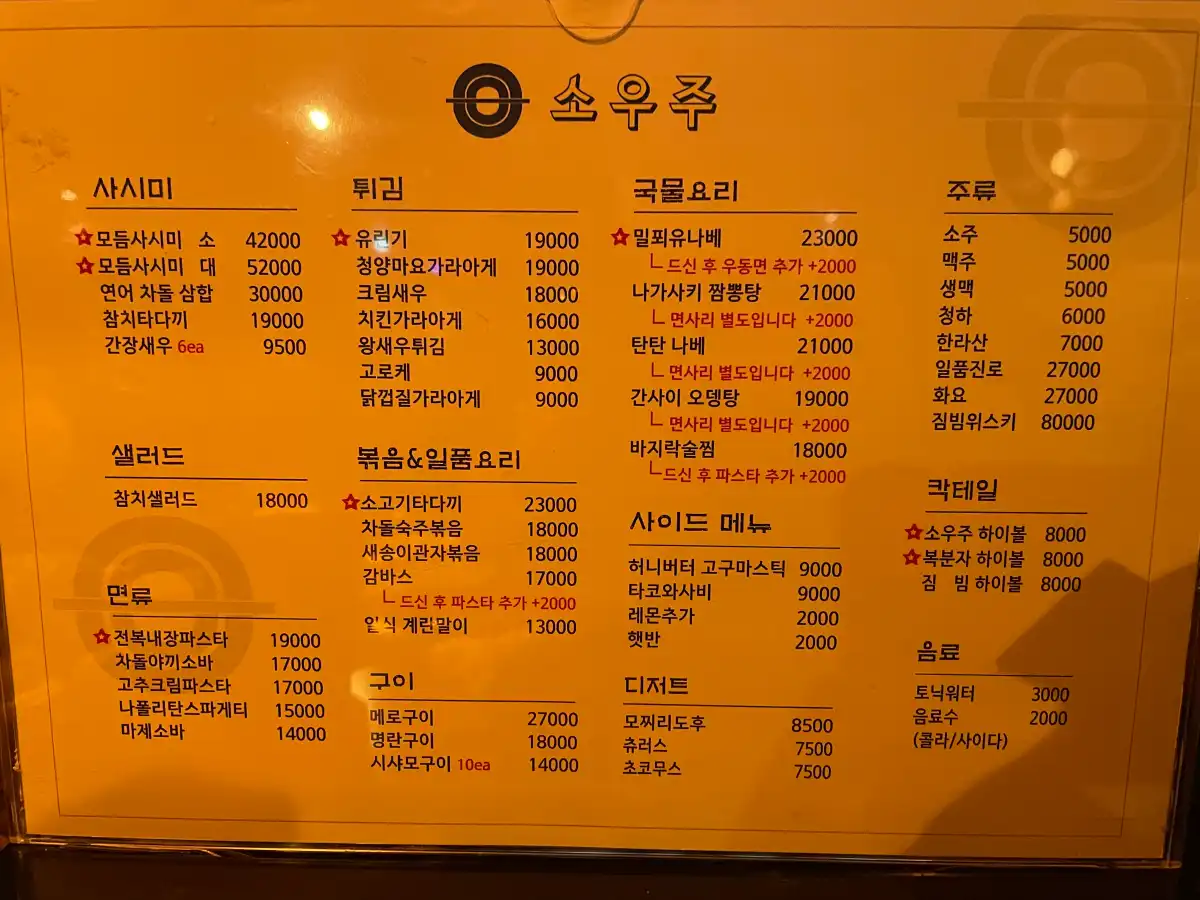 소우주
사시미
모듬사시미 소 42000
모듬사시미 대 52000
연어 차돌 삼합 30000
참치타다끼 19000
간장새우 6ea 9500
샐러드
참치샐러드 18000
면류
전복내장파스타 19000
차돌야끼소바 17000
고추크림파스타 17000
나폴리탄스파게티 15000
마제소바 14000
튀김
유린기 19000
청양마요가라아게 19000
크림새우 18000
치킨가라아게 16000
왕새우튀김 13000
고로케 9000
닭껍질가라아게 9000
볶음&일품요리
소고기타다끼 23000
차돌숙주볶음 18000
새송이관자볶음 18000
감바스 17000
드신 후 파스타 추가 +2000
일식 계란말이 13000
구이
메로구이 27000
명란구이 18000
시샤모구이 10ea 14000
국물요리
밀푀유나베 23000
드신 후 우동면 추가 +2000
나가사키 짬뽕탕 21000
면사리 별도입니다 +2000
탄탄 나베 21000
면사리 별도입니다 +2000
간사이 오뎅탕 19000
면사리 별도입니다 +2000
바지락술찜 18000
드신 후 파스타 추가 +2000
사이드 메뉴
허니버터 고구마스틱 9000
타코와사비 9000
레몬추가 2000
햇반 2000
디저트
모찌리도후 8500
츄러스 7500
초코무스 7500
주류
소주 5000
맥주 5000
생맥 5000
청하 6000
한라산 7000
일품진로 27000
화요 27000
짐빔위스키 80000
칵테일
소우주 하이볼 8000
복분자 하이볼 8000
짐 빔 하이볼 8000
음료
토닉워터 3000
음료수 2000
(콜라/사이다)